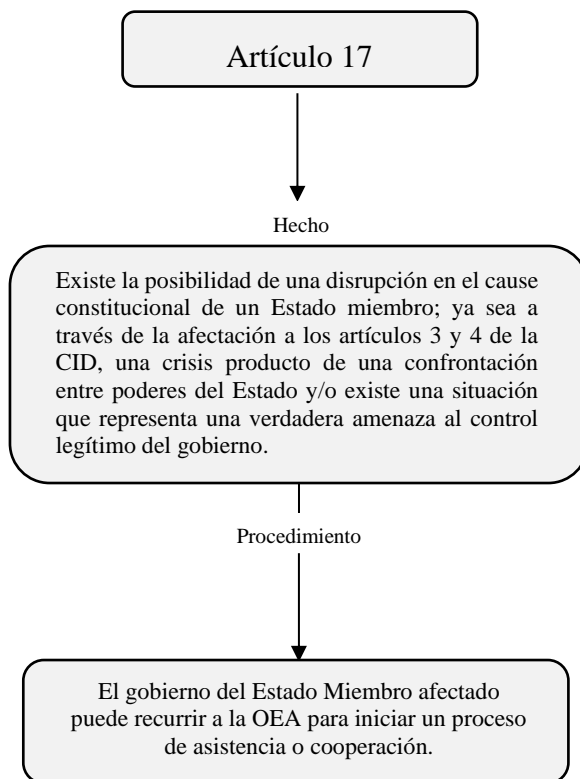 Artículo 17
Hecho
Existe la posibilidad de una disrupción en el cause
constitucional de un Estado miembro; ya sea a
través de la afectación a los artículos 3 y 4 de la
CID, una crisis producto de una confrontación
entre poderes del Estado y/o existe una situación
que representa una verdadera amenaza al control
legítimo del gobierno.
Procedimiento
El gobierno del Estado Miembro afectado
puede recurrir a la OEA para iniciar un proceso
de asistencia o cooperación.